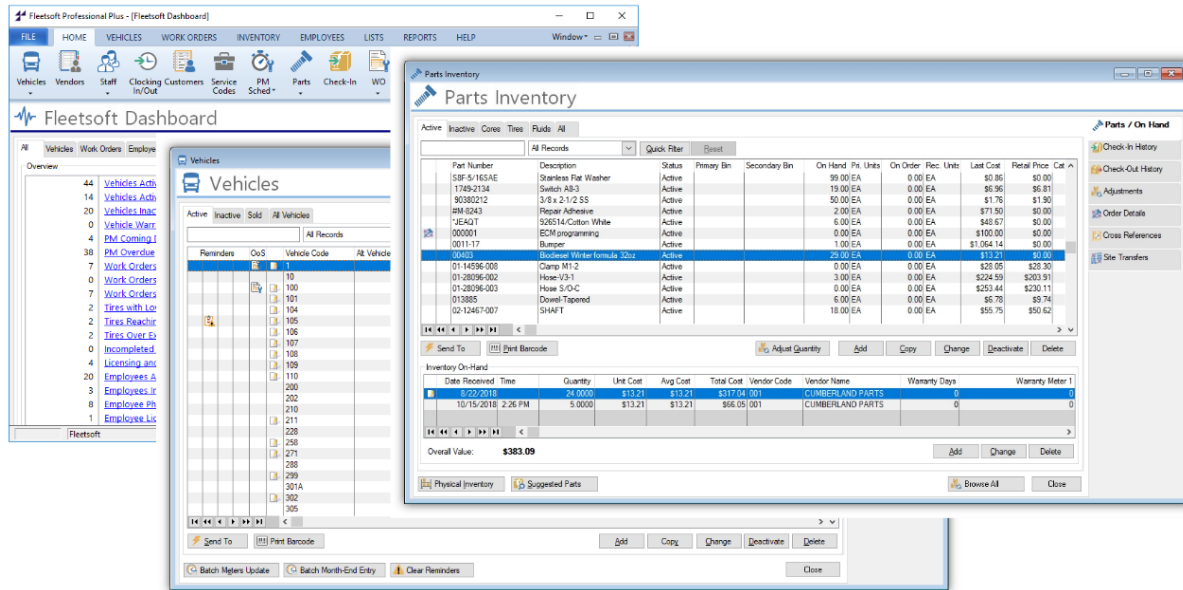 Fleetsoft Professional Plus - [Fleetsoft Dashboard]
FILE HOME VEHICLES WORK ORDERS INVENTORY EMPLOYEES LISTS REPORTS HELP Window
Vehicles Vendors Staff Clocking In/Out Customers Service Codes PM Sched Parts Check-In WO
Fleetsoft Dashboard
All Vehicles Work Orders Employe
Overview
44 Vehicles Activ
14 Vehicles Activ
20 Vehicles Inac
0 Vehicle Warr
4 PM Coming D
38 PM Overdue
7 Work Orders
0 Work Orders
7 Work Orders
2 Tires with Lov
2 Tires Reachin
2 Tires Over Ex
0 Incompleted
4 Licensing and
20 Employees A
3 Employees Ir
8 Employee Ph
1 Employee Lic
Fleetsoft
Vehicles
Vehicles
Active Inactive Sold All Vehicles
All Records
Reminders OoS Vehicle Code Alt Vehicle
1
10
100
101
104
105
106
107
108
109
110
200
202
210
211
228
258
271
288
299
301A
302
305
Send To Print Barcode Add Copy Change Deactivate Delete
Batch Meters Update Batch Month-End Entry Clear Reminders Close
Parts Inventory
Parts Inventory
Active Inactive Cores Tires Fluids All
All Records Quick Filter Reset
Part Number Description Status Primary Bin Secondary Bin On Hand Pri. Units On Order Rec. Units Last Cost Retail Price Cat
S8F-5/16SAE Stainless Flat Washer Active 99.00 EA 0.00 EA $0.86 $0.00
1749-2134 Switch A8-3 Active 19.00 EA 0.00 EA $6.96 $6.81
90380212 3/8 x 2-1/2 SS Active 50.00 EA 0.00 EA $1.76 $1.90
#M-8243 Repair Adhesive Active 2.00 EA 0.00 EA $71.50 $0.00
"JEAQT 926514/Cotton White Active 6.00 EA 0.00 EA $48.67 $0.00
000001 ECM programming Active 0.00 EA 0.00 EA $100.00 $0.00
0011-17 Bumper Active 1.00 EA 0.00 EA $1,064.14 $0.00
00403 Biodiesel Winter formula 32oz Active 29.00 EA 0.00 EA $13.21 $0.00
01-14596-008 Clamp M1-2 Active 0.00 EA 0.00 EA $28.05 $28.30
01-28096-002 Hose-V3-1 Active 3.00 EA 0.00 EA $224.59 $203.91
01-28096-003 Hose S/O-C Active 0.00 EA 0.00 EA $253.44 $230.11
013885 Dowel-Tapered Active 6.00 EA 0.00 EA $6.78 $9.74
02-12467-007 SHAFT Active 18.00 EA 0.00 EA $55.75 $50.62
Send To Print Barcode Adjust Quantity Add Copy Change Deactivate Delete
Inventory On-Hand
Date Received Time Quantity Unit Cost Avg Cost Total Cost Vendor Code Vendor Name Warranty Days Warranty Meter 1
8/22/2018 24.0000 $13.21 $13.21 $317.04 001 CUMBERLAND PARTS 0 0
10/15/2018 2:26 PM 5.0000 $13.21 $13.21 $66.05 001 CUMBERLAND PARTS 0 0
Overall Value: $383.09 Add Change Delete
Physical Inventory Suggested Parts Browse All Close
Parts / On Hand
Check-In History
Check-Out History
Adjustments
Order Details
Cross References
Site Transfers